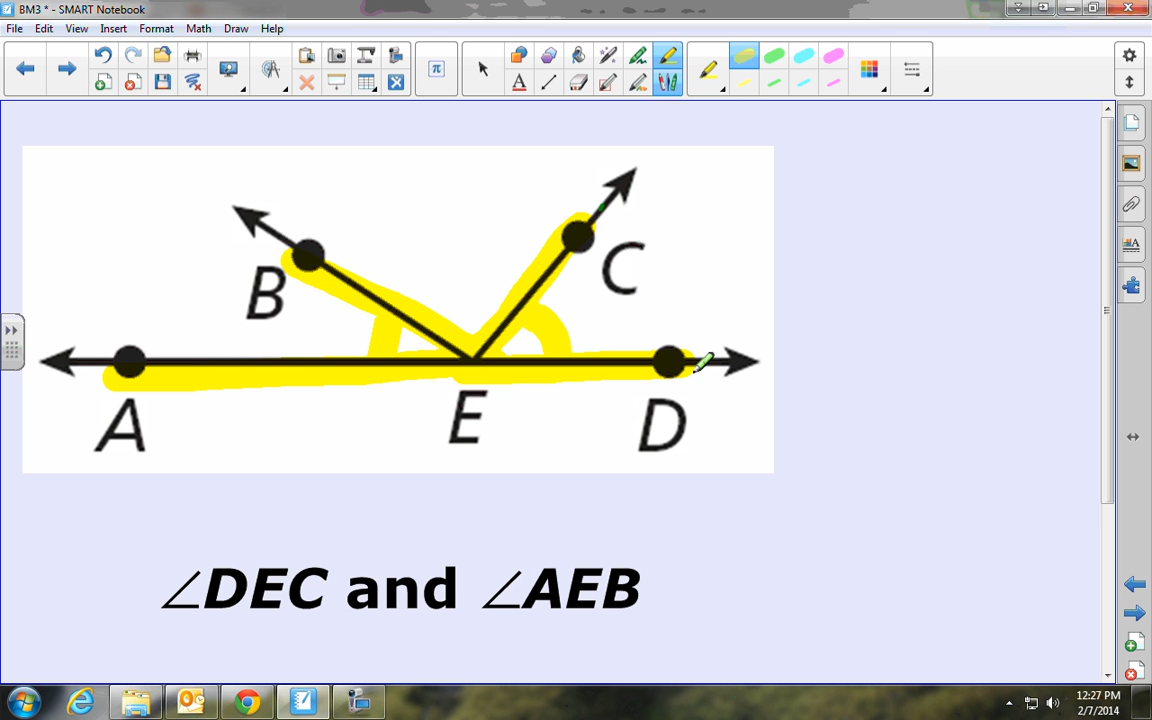 BM3 * - SMART Notebook
File Edit View Insert Format Math Draw Help
π
A
B
C
A
E
D
∠DEC and ∠AEB
12:27 PM
2/7/2014